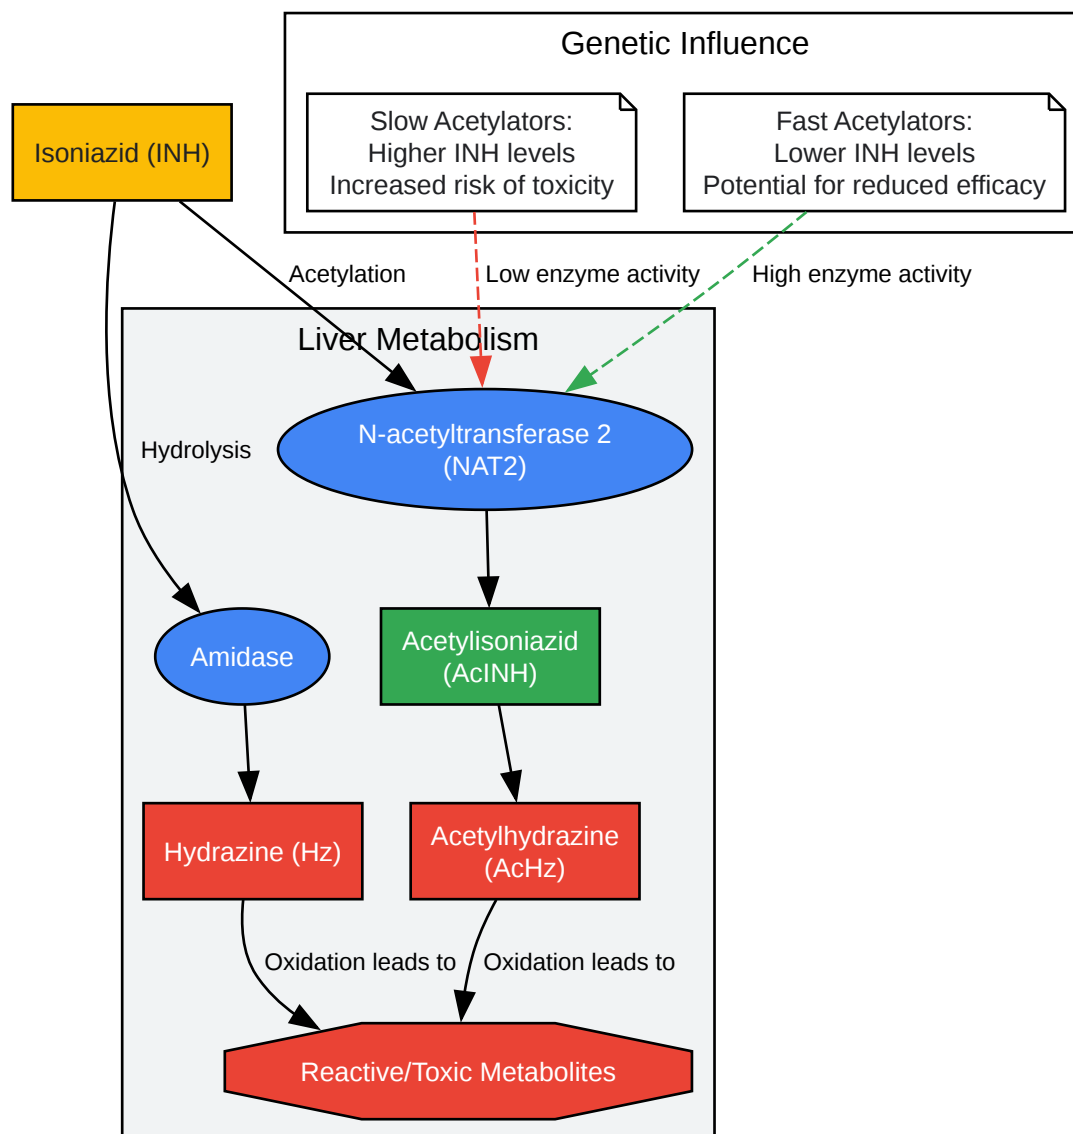 Genetic Influence
Isoniazid (INH)
Slow Acetylators:
Higher INH levels
Increased risk of toxicity
Fast Acetylators:
Lower INH levels
Potential for reduced efficacy
Acetylation
Low enzyme activity
High enzyme activity
Liver Metabolism
Hydrolysis
N-acetyltransferase 2
(NAT2)
Amidase
Acetylisoniazid
(AcINH)
Hydrazine (Hz)
Acetylhydrazine
(AcHz)
Oxidation leads to
Oxidation leads to
Reactive/Toxic Metabolites